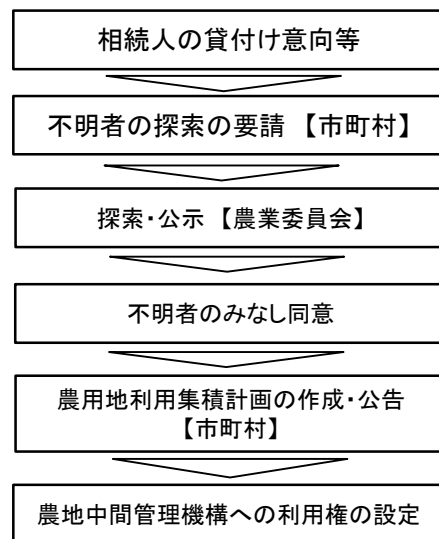 相続人の貸付け意向等
不明者の探索の要請 【市町村】
探索・公示 【農業委員会】
不明者のみなし同意
農用地利用集積計画の作成・公告
【市町村】
農地中間管理機構への利用権の設定